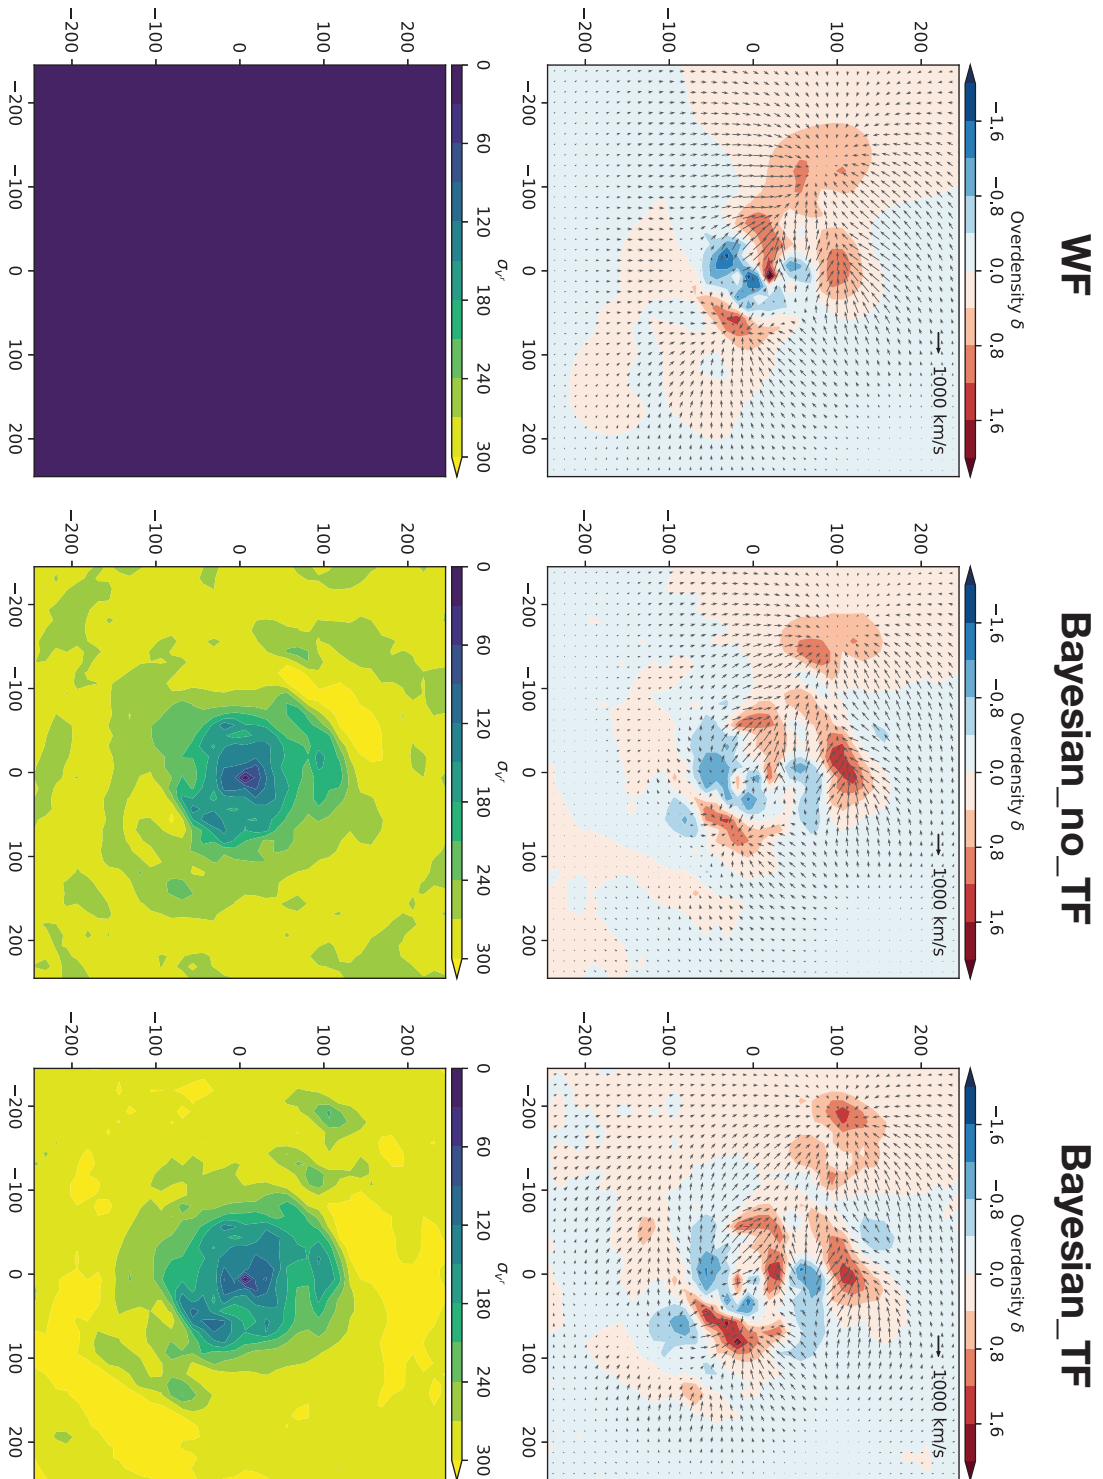 WF Bayesian_no_TF Bayesian_TF
Overdensity δ Overdensity δ Overdensity δ
−1.6 −0.8 0.0 0.8 1.6 −1.6 −0.8 0.0 0.8 1.6 −1.6 −0.8 0.0 0.8 1.6
1000 km/s 1000 km/s 1000 km/s
200 200 200
100 100 100
0 0 0
−100 −100 −100
−200 −200 −200
−200 −100 0 100 200 −200 −100 0 100 200 −200 −100 0 100 200
σ_{v^r} σ_{v^r} σ_{v^r}
0 60 120 180 240 300 0 60 120 180 240 300 0 60 120 180 240 300
200 200 200
100 100 100
0 0 0
−100 −100 −100
−200 −200 −200
−200 −100 0 100 200 −200 −100 0 100 200 −200 −100 0 100 200